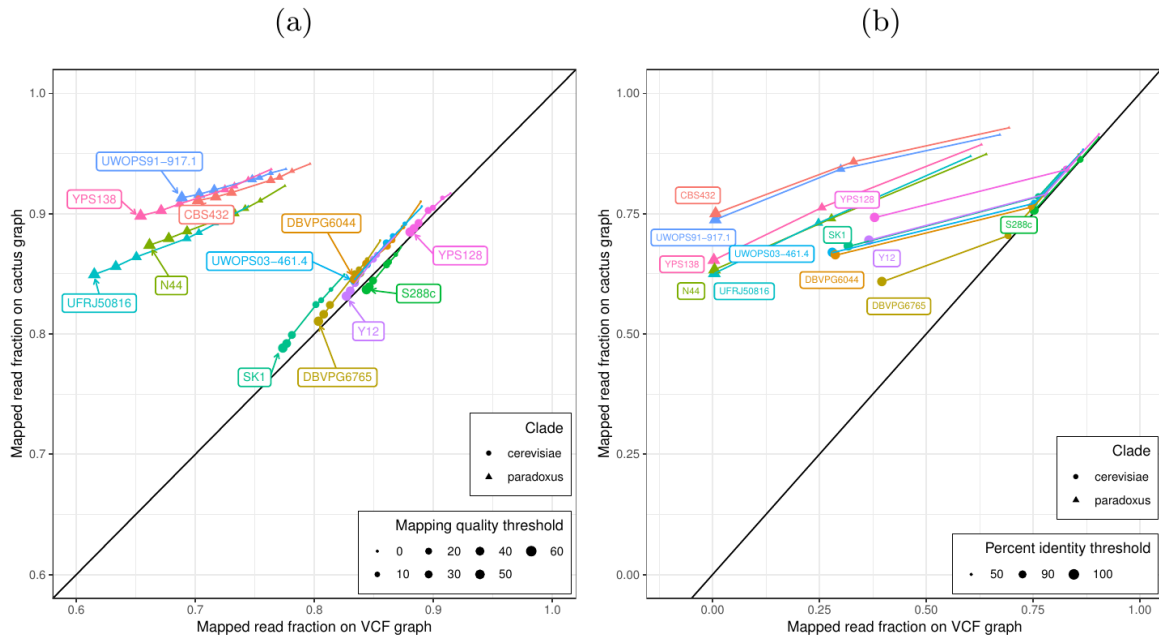 (a)
Mapped read fraction on cactus graph
1.0
0.9
0.8
0.7
0.6
UWOPS91−917.1
YPS138
CBS432
N44
UFRJ50816
DBVPG6044
UWOPS03−461.4
YPS128
S288c
Y12
SK1
DBVPG6765
Clade
cerevisiae
paradoxus
Mapping quality threshold
0 20 40 60
10 30 50
0.6 0.7 0.8 0.9 1.0
Mapped read fraction on VCF graph
(b)
Mapped read fraction on cactus graph
1.00
0.75
0.50
0.25
0.00
CBS432
UWOPS91−917.1
YPS138
N44
UFRJ50816
YPS128
SK1
UWOPS03−461.4
Y12
S288c
DBVPG6044
DBVPG6765
Clade
cerevisiae
paradoxus
Percent identity threshold
50 90 100
0.00 0.25 0.50 0.75 1.00
Mapped read fraction on VCF graph